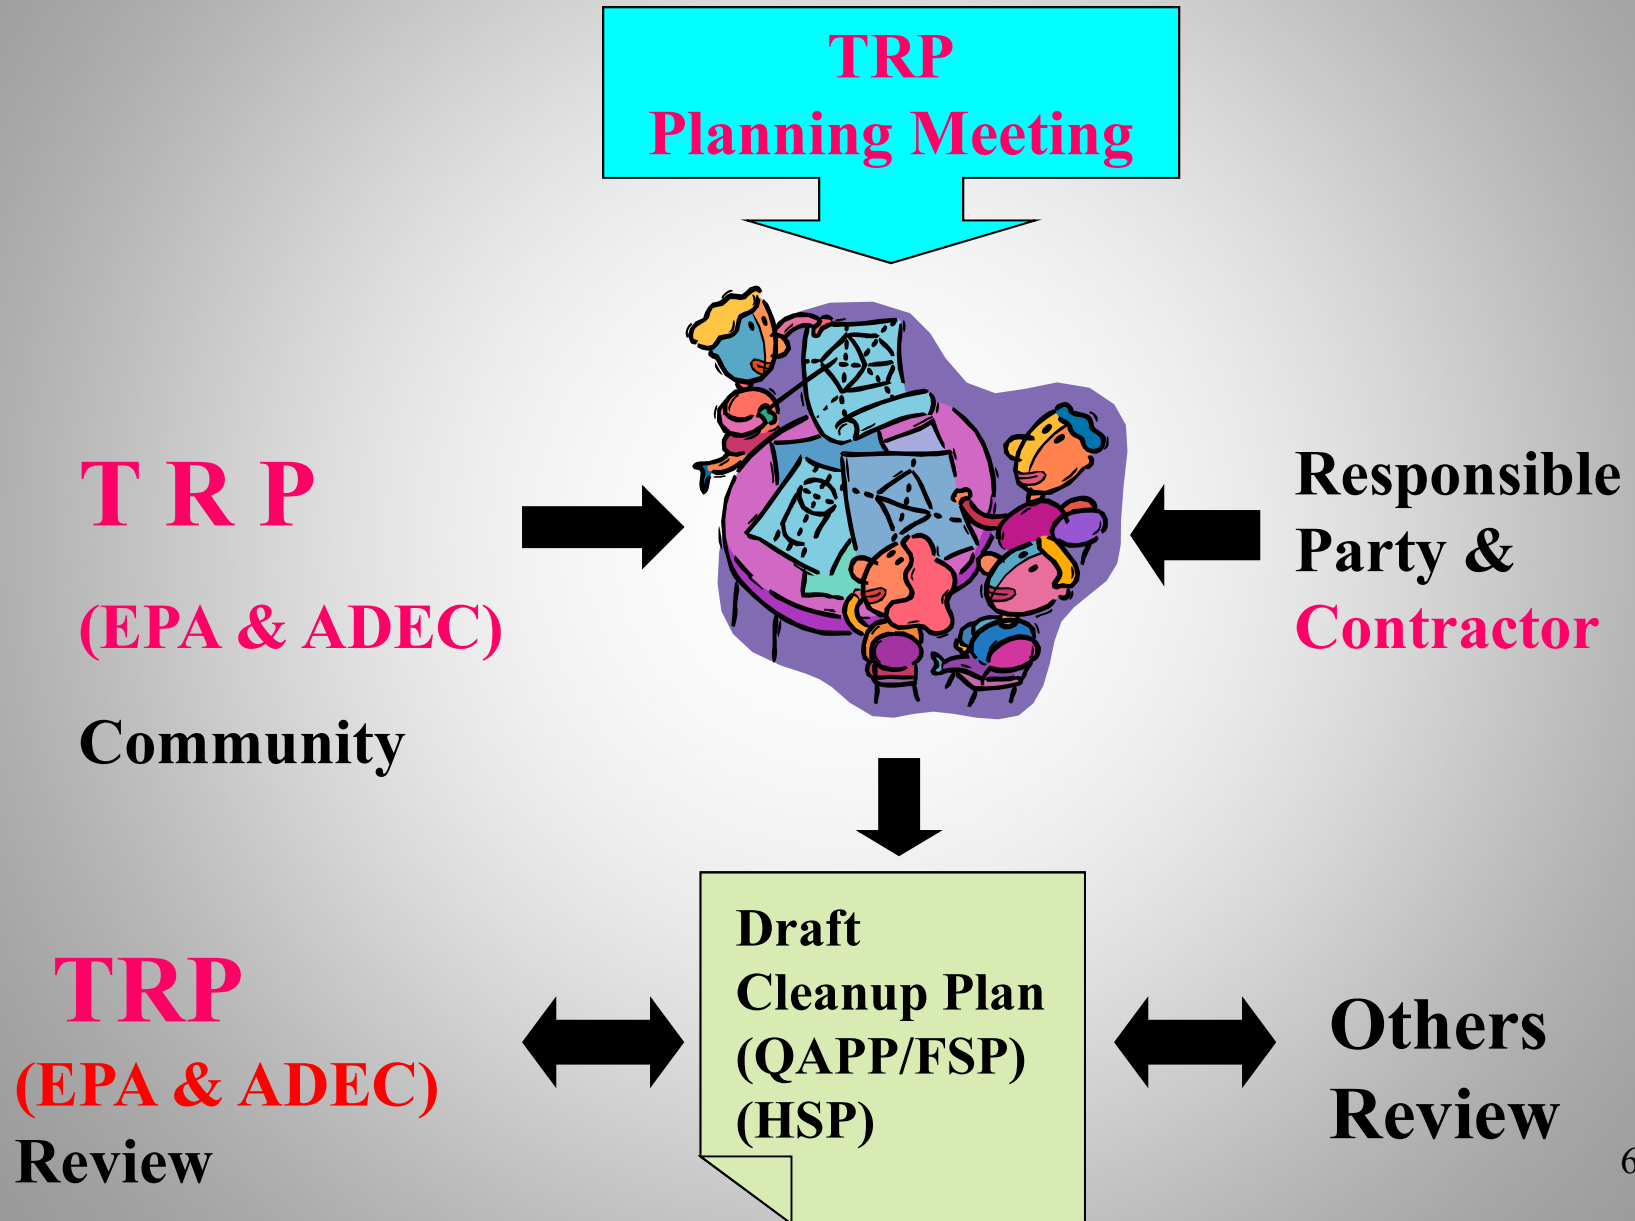 TRP
Planning Meeting
T R P
(EPA & ADEC)
Community
Responsible
Party &
Contractor
Draft
Cleanup Plan
(QAPP/FSP)
(HSP)
TRP
(EPA & ADEC)
Review
Others
Review
6